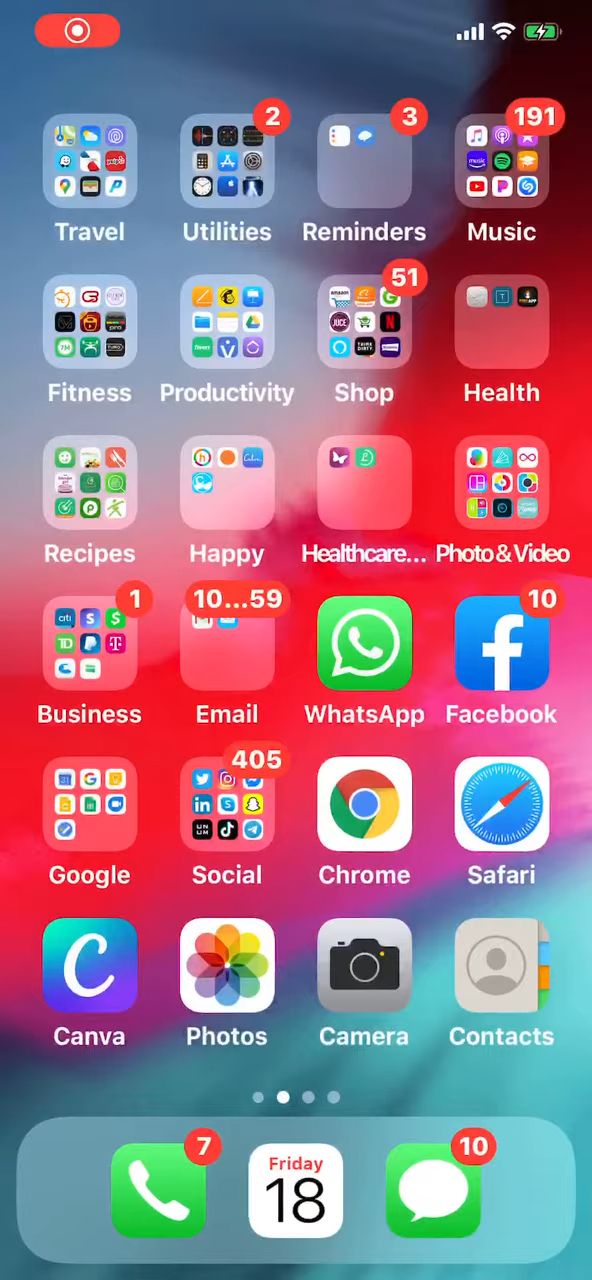 2
3
191
Travel
Utilities
Reminders
Music
51
Fitness
Productivity
Shop
Health
Recipes
Happy
Healthcare...
Photo & Video
1
10...59
10
Business
Email
WhatsApp
Facebook
405
Google
Social
Chrome
Safari
Canva
Photos
Camera
Contacts
7
Friday
18
10